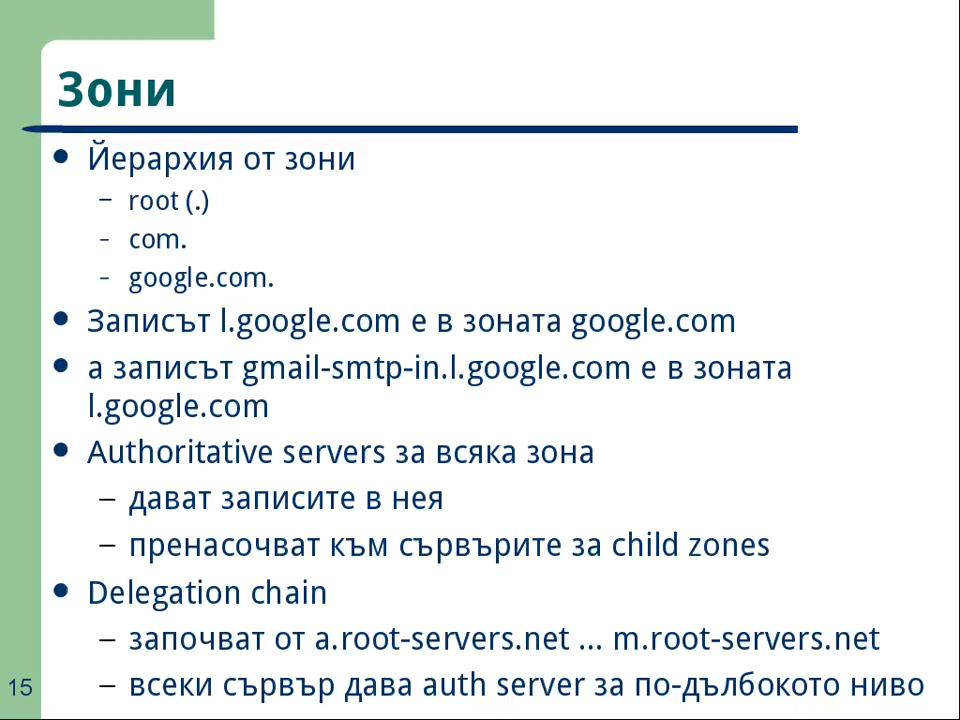 Зони
• Йерархия от зони
– root (.)
– com.
– google.com.
• Записът l.google.com е в зоната google.com
• а записът gmail-smtp-in.l.google.com е в зоната
l.google.com
• Authoritative servers за всяка зона
– дават записите в нея
– пренасочват към сървърите за child zones
• Delegation chain
– започват от a.root-servers.net ... m.root-servers.net
– всеки сървър дава auth server за по-дълбокото ниво
15